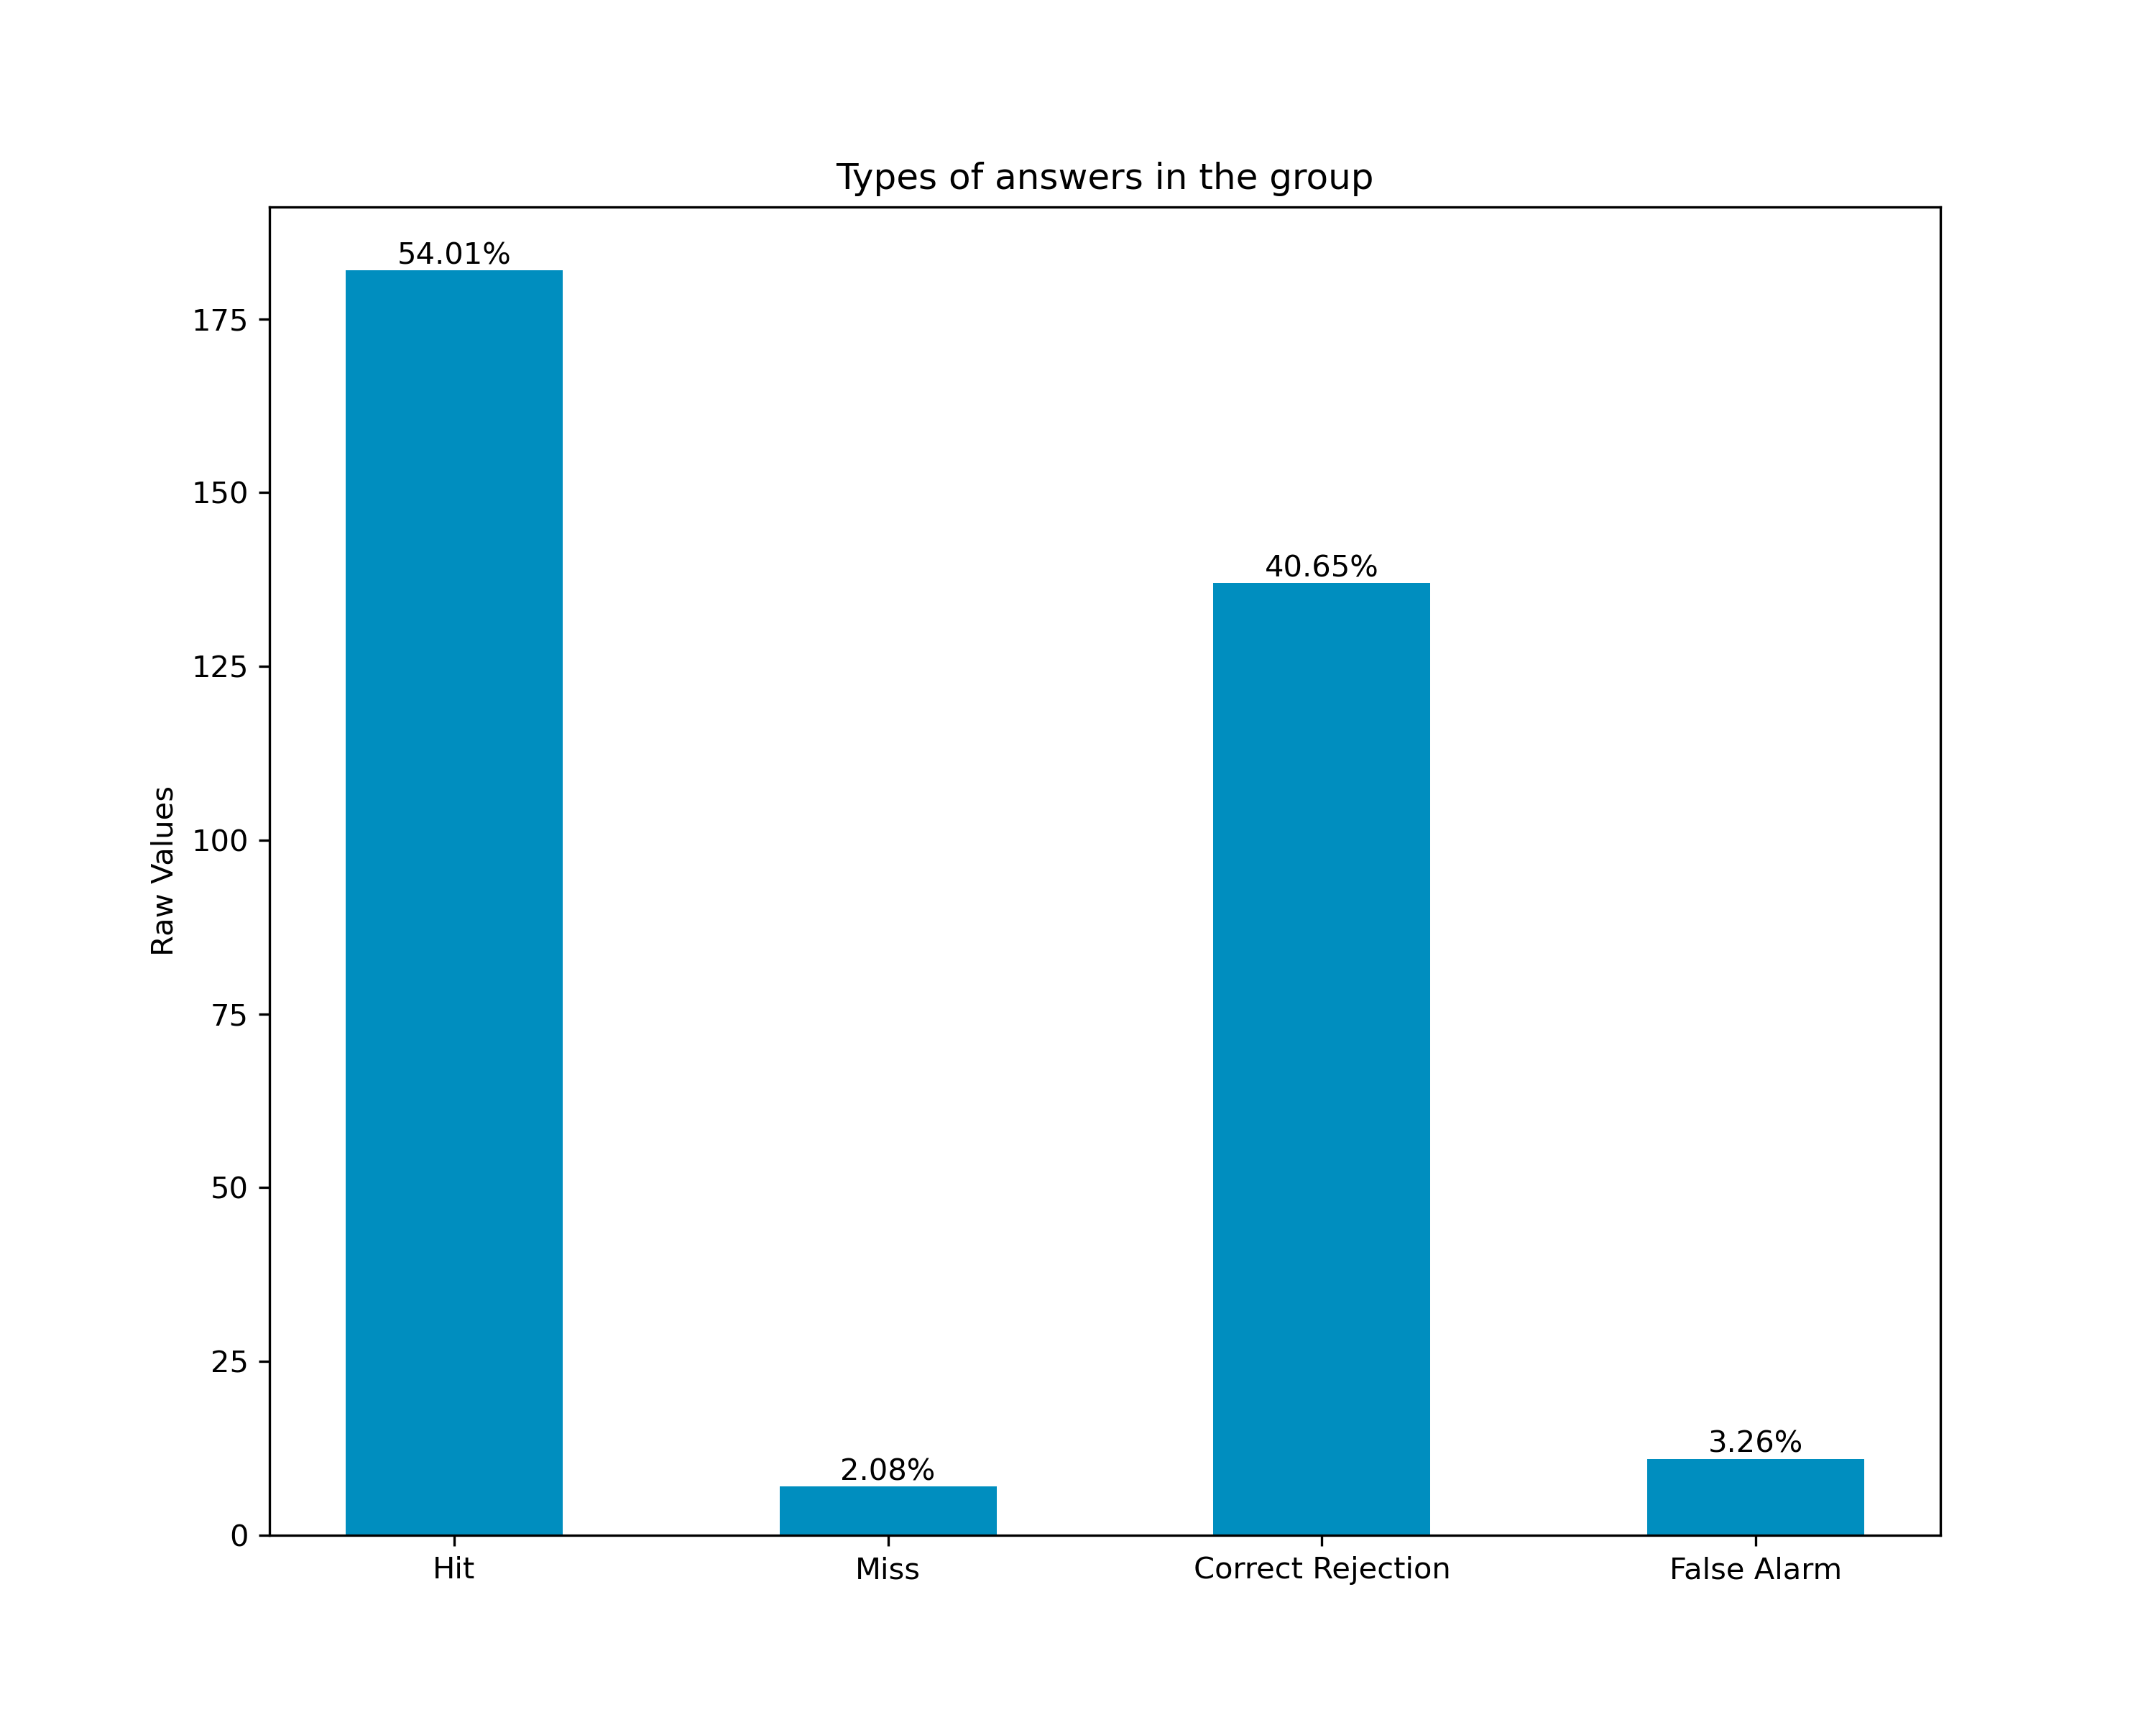 Types of answers in the group
54.01%
175
150
40.65%
125
Raw Values
100
75
50
25
3.26%
2.08%
0
Hit
Miss
Correct Rejection
False Alarm